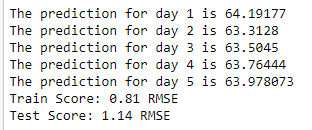 The prediction for day 1 is 64.19177
The prediction for day 2 is 63.3128
The prediction for day 3 is 63.5045
The prediction for day 4 is 63.76444
The prediction for day 5 is 63.978073
Train Score: 0.81 RMSE
Test Score: 1.14 RMSE